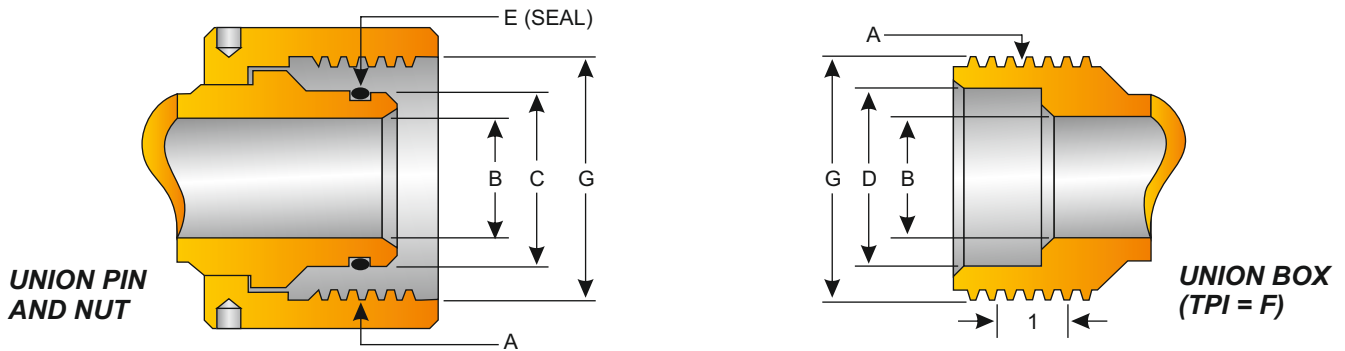 E (SEAL)
A
B
C
G
G
D
B
UNION PIN
AND NUT
UNION BOX
(TPI = F)
1
A